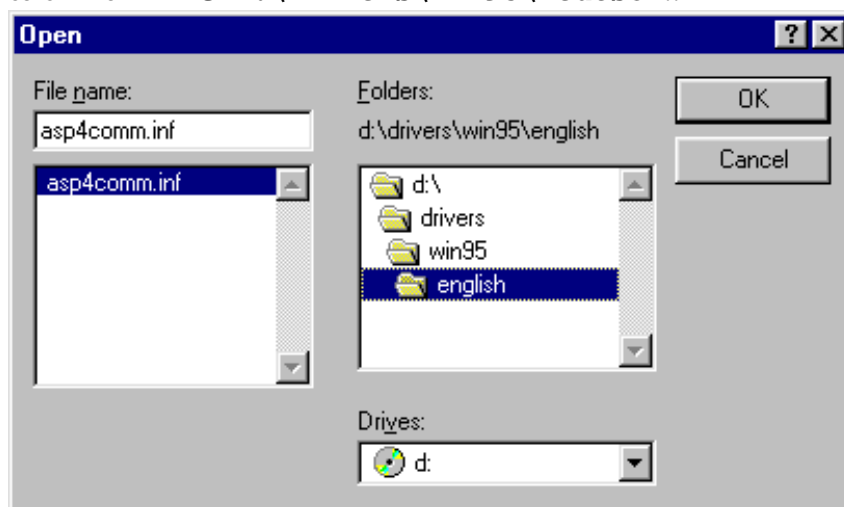 Open
File name:
asp4comm.inf
asp4comm.inf
Folders:
d:\drivers\win95\english
d:\
drivers
win95
english
Drives:
d:
OK
Cancel